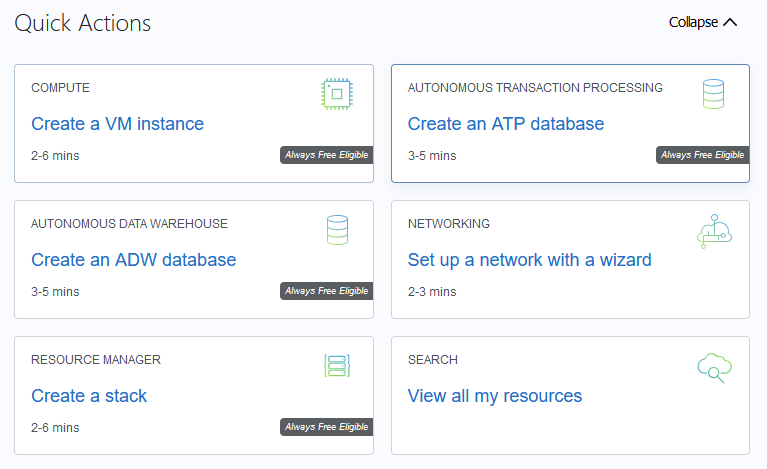 Quick Actions
Collapse
COMPUTE
Create a VM instance
2-6 mins
Always Free Eligible
AUTONOMOUS TRANSACTION PROCESSING
Create an ATP database
3-5 mins
Always Free Eligible
AUTONOMOUS DATA WAREHOUSE
Create an ADW database
3-5 mins
Always Free Eligible
NETWORKING
Set up a network with a wizard
2-3 mins
RESOURCE MANAGER
Create a stack
2-6 mins
Always Free Eligible
SEARCH
View all my resources